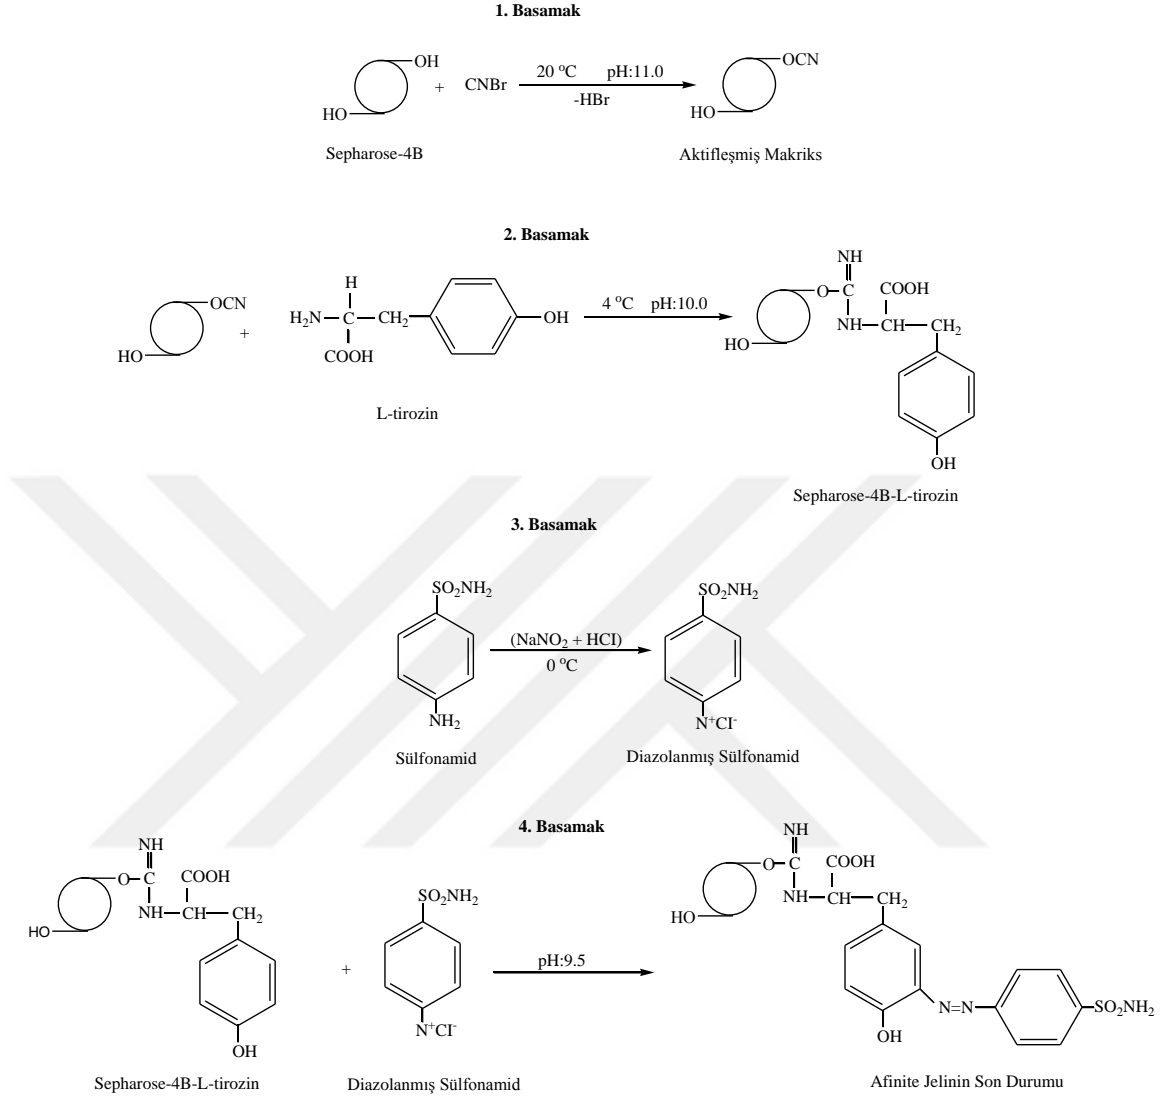 1. Basamak
OH
HO
+
CNBr
20 °C pH:11.0
-HBr
OCN
HO
Sepharose-4B
Aktifleşmiş Makriks
2. Basamak
OCN
HO
+
H
H₂N C CH₂ OH
COOH
4 °C pH:10.0
NH
O C COOH
NH CH CH₂
HO
OH
L-tirozin
Sepharose-4B-L-tirozin
3. Basamak
SO₂NH₂
NH₂
(NaNO₂ + HCI)
0 °C
SO₂NH₂
N⁺CI⁻
Sülfonamid
Diazolanmış Sülfonamid
4. Basamak
NH
O C COOH
NH CH CH₂
HO
OH
+
SO₂NH₂
N⁺CI⁻
pH:9.5
NH
O C COOH
NH CH CH₂
HO
N=N SO₂NH₂
OH
Sepharose-4B-L-tirozin
Diazolanmış Sülfonamid
Afinite Jelinin Son Durumu